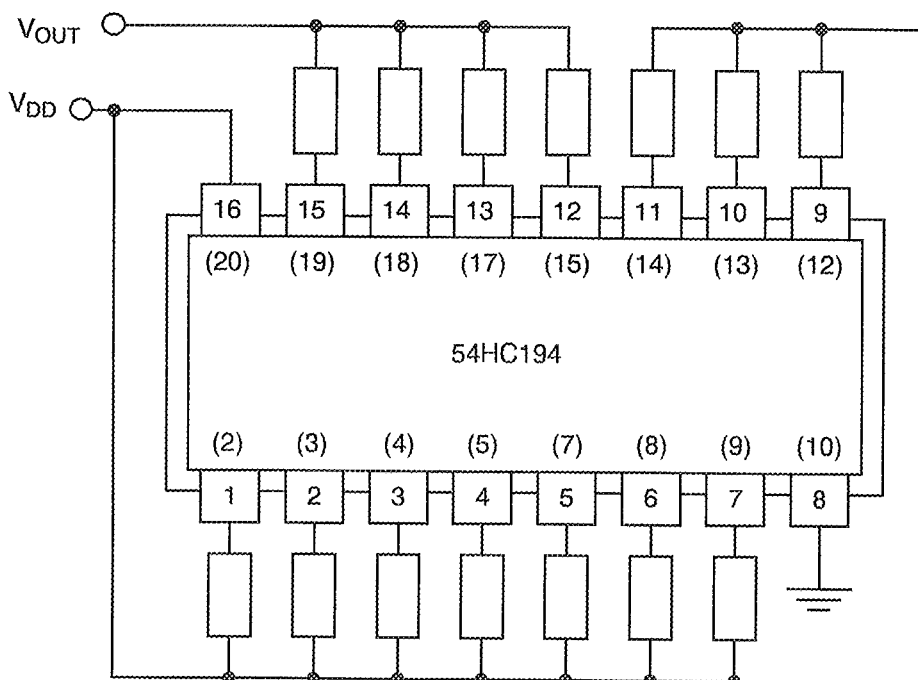 VOUT
VDD
16 15 14 13 12 11 10 9
(20) (19) (18) (17) (15) (14) (13) (12)
54HC194
(2) (3) (4) (5) (7) (8) (9) (10)
1 2 3 4 5 6 7 8